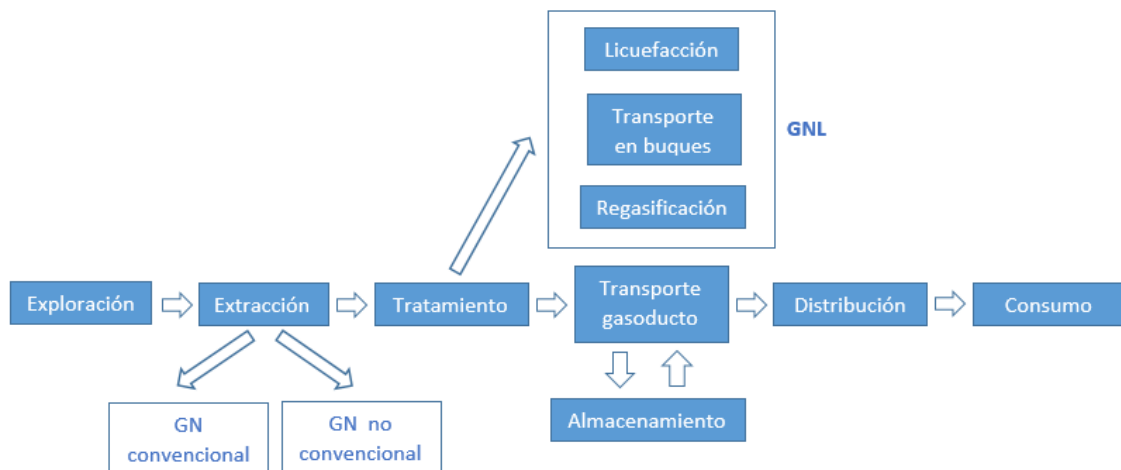 Licuefacción
Transporte
en buques
GNL
Regasificación
Exploración
Extracción
Tratamiento
Transporte
gasoducto
Distribución
Consumo
Almacenamiento
GN
convencional
GN no
convencional